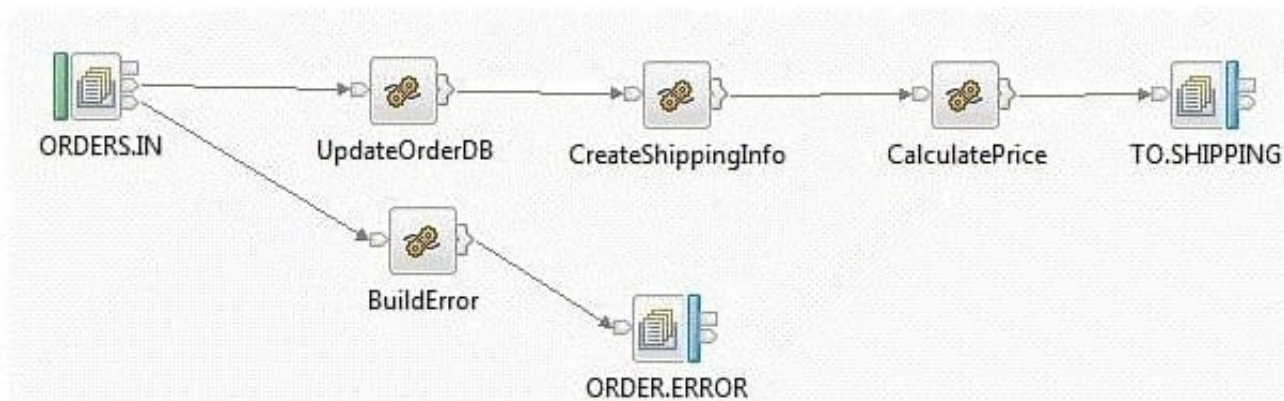 ORDERS.IN
UpdateOrderDB
CreateShippingInfo
CalculatePrice
TO.SHIPPING
BuildError
ORDER.ERROR